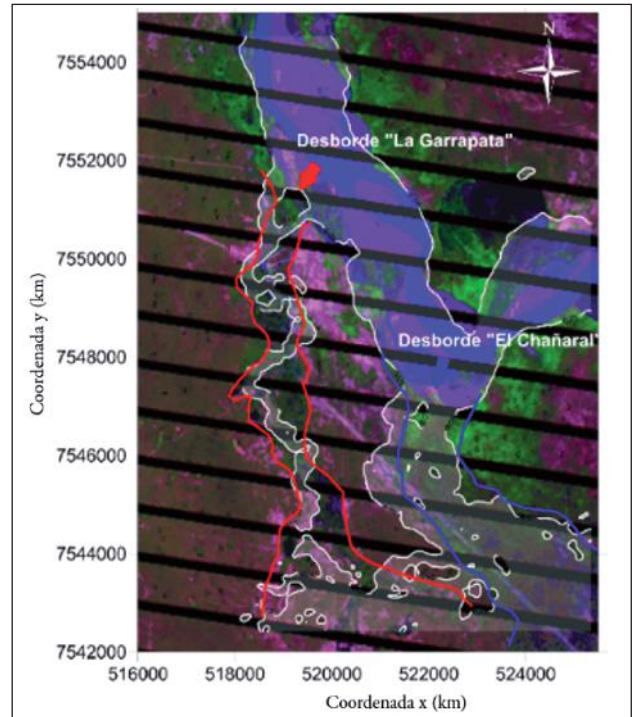 N
7554000
Desborde "La Garrapata"
7552000
7550000
7548000
Desborde "El Chañaral"
7546000
7544000
7542000
516000 518000 520000 522000 524000
Coordenada x (km)
Coordenada y (km)